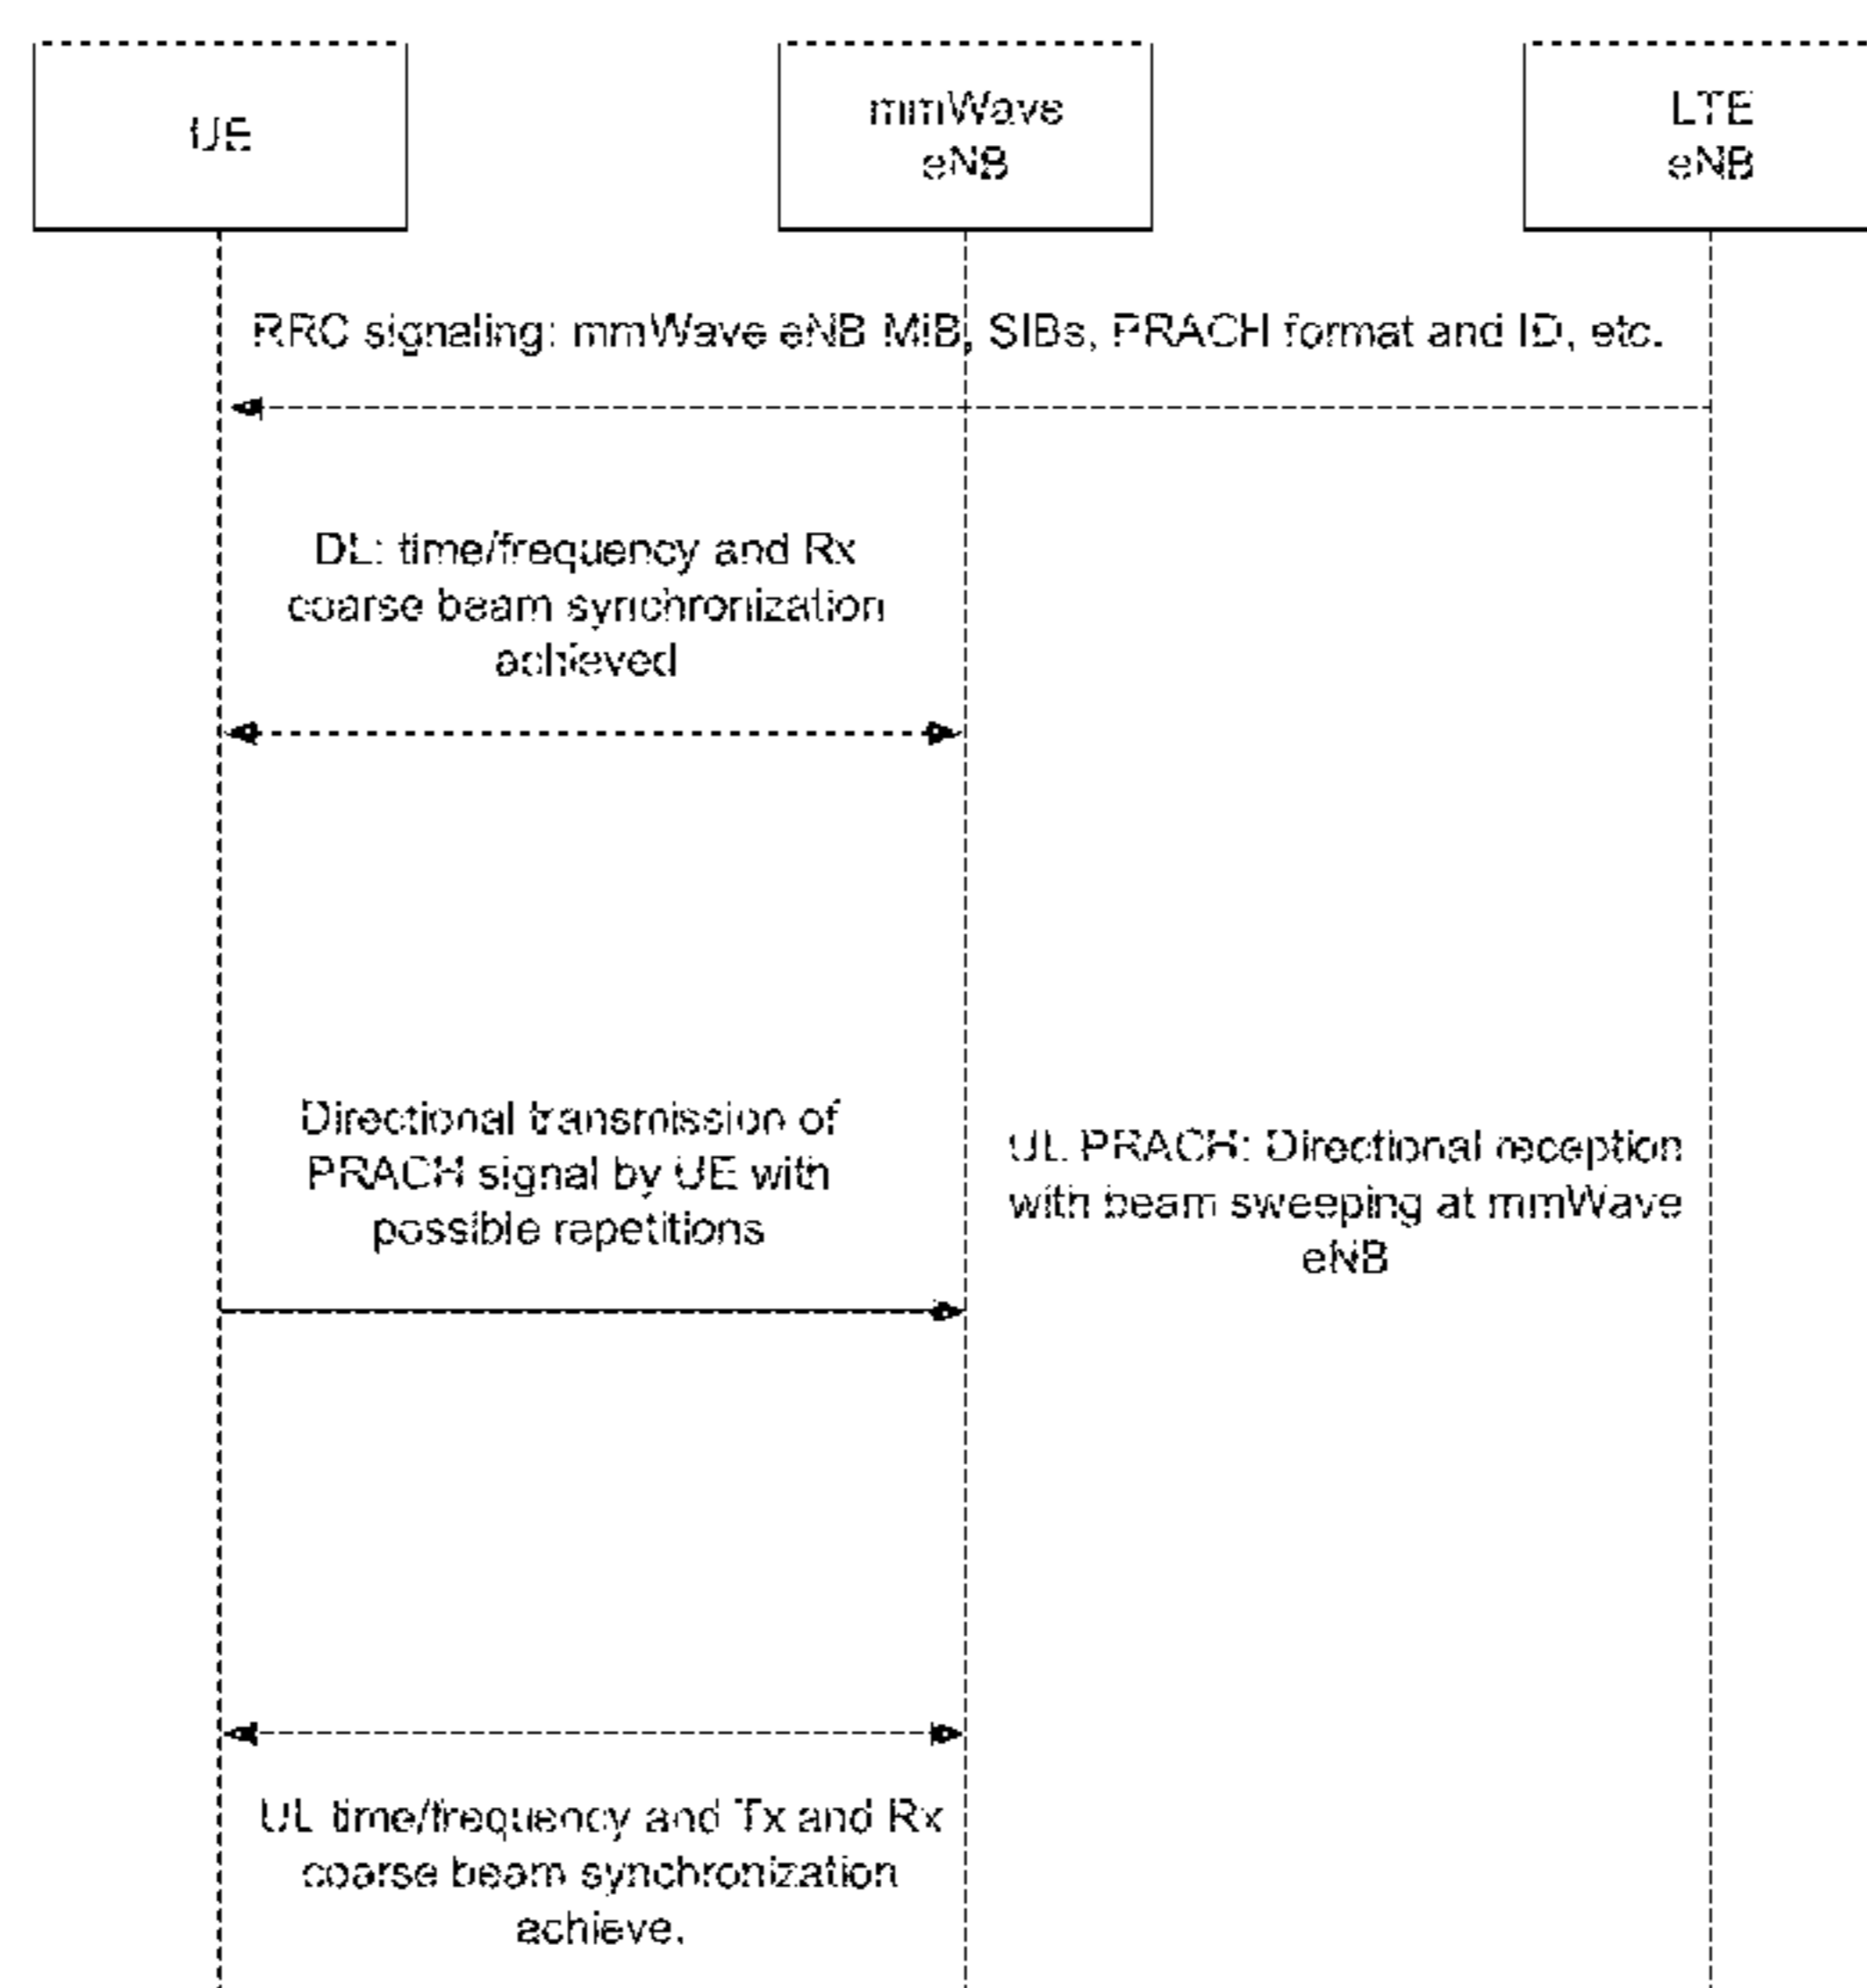 UE
mmWave
eNB
LTE
eNB
RRC signaling: mmWave eNB MIB, SIBs, PRACH format and ID, etc.
DL: time/frequency and Rx
coarse beam synchronization
achieved
Directional transmission of
PRACH signal by UE with
possible repetitions
UL PRACH: Directional reception
with beam sweeping at mmWave
eNB
UL time/frequency and Tx and Rx
coarse beam synchronization
achieve.